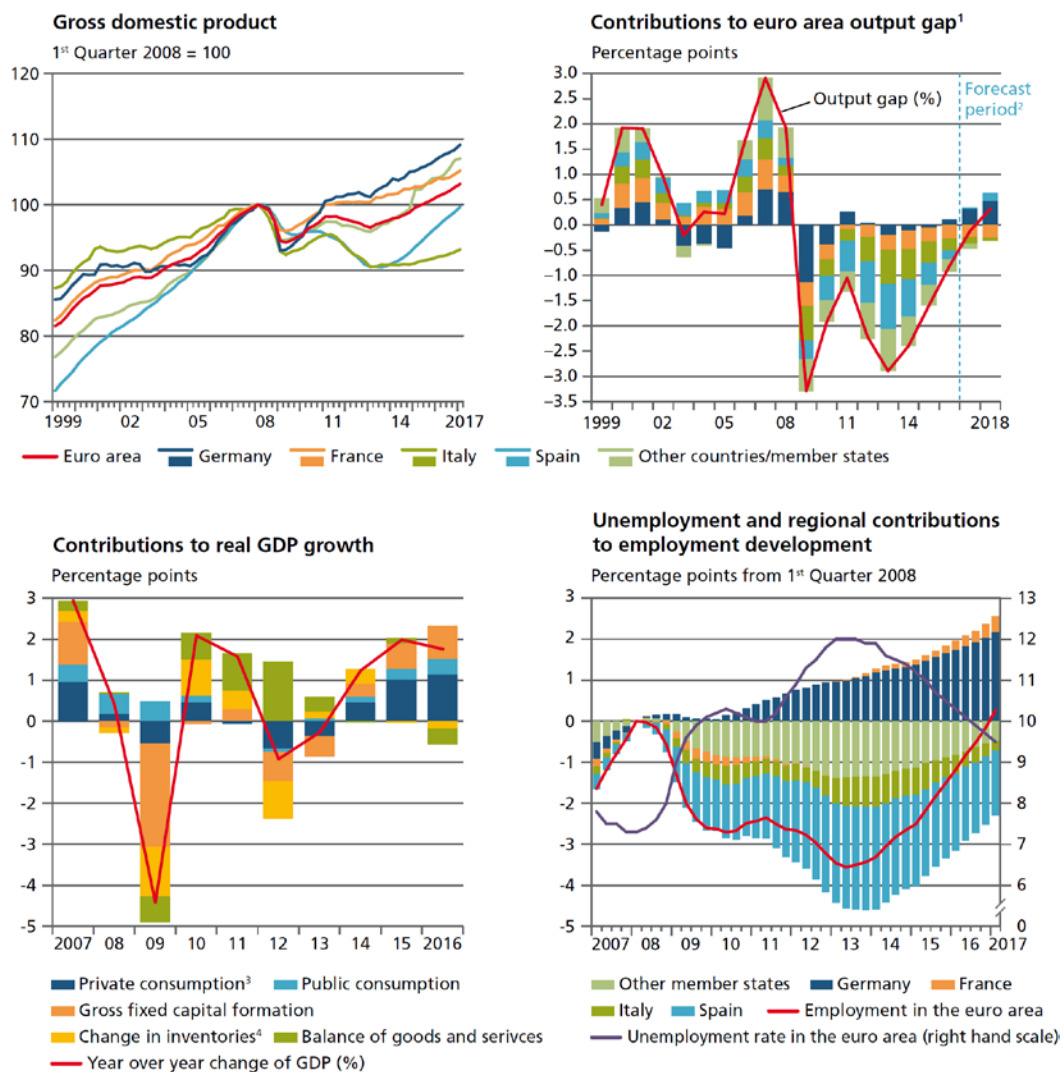 Gross domestic product
1st Quarter 2008 = 100
120
110
100
90
80
70
1999 02 05 08 11 14 2017
Contributions to euro area output gap1
Percentage points
3.0
2.5
2.0
1.5
1.0
0.5
0.0
−0.5
−1.0
−1.5
−2.0
−2.5
−3.0
−3.5
Output gap (%)
Forecast
period2
1999 02 05 08 11 14 2018
Euro area Germany France Italy Spain Other countries/member states
Contributions to real GDP growth
Percentage points
3
2
1
0
-1
-2
-3
-4
-5
2007 08 09 10 11 12 13 14 15 2016
Private consumption3 Public consumption
Gross fixed capital formation
Change in inventories4 Balance of goods and serivces
Year over year change of GDP (%)
Unemployment and regional contributions
to employment development
Percentage points from 1st Quarter 2008
3
2
1
0
-1
-2
-3
-4
-5
13
12
11
10
9
8
7
6
0
2007 08 09 10 11 12 13 14 15 16 2017
Other member states Germany France
Italy Spain Employment in the euro area
Unemployment rate in the euro area (right hand scale)